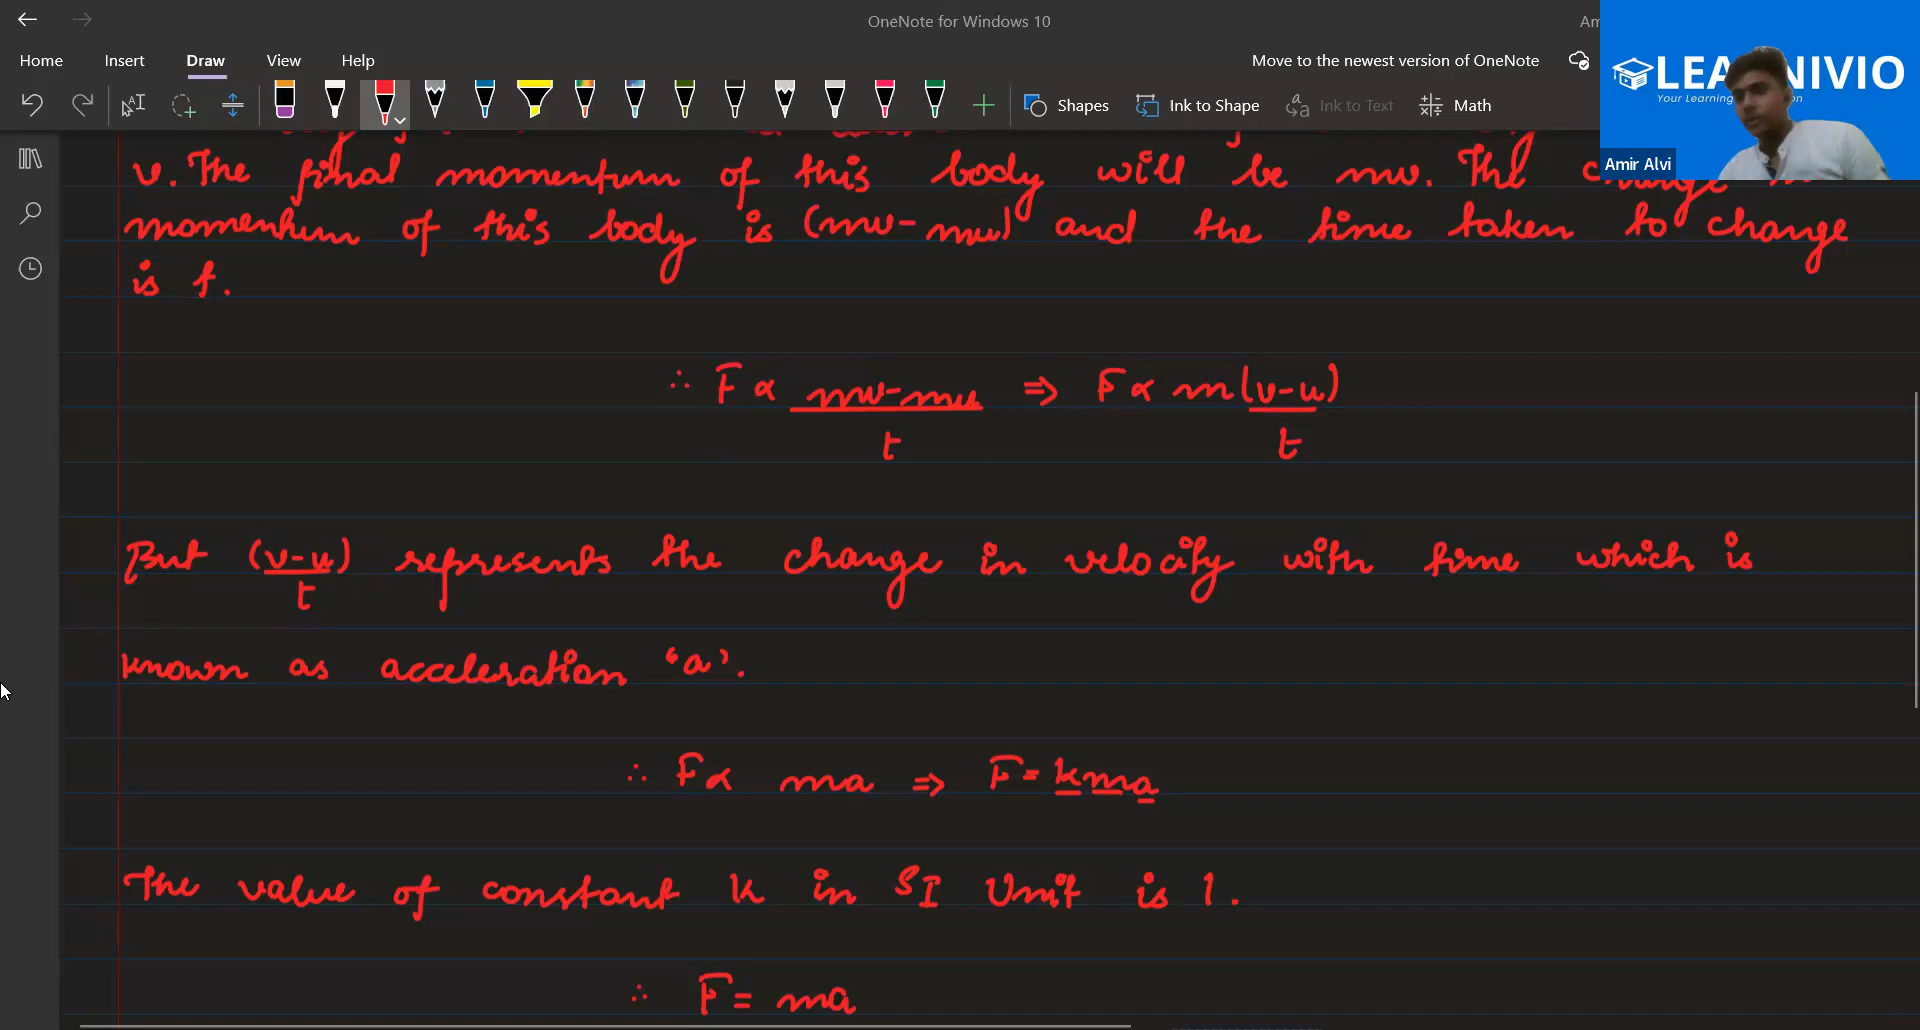 OneNote for Windows 10
Am
Home Insert Draw View Help Move to the newest version of OneNote
Shapes Ink to Shape Ink to Text Math
LEA NIVIO
Your Learning on
Amir Alvi
v. The final momentum of this body will be mv. The
momentum of this body is (mv-mu) and the time taken to change
is t.
∴ F ∝ mv-mu/t ⇒ F ∝ m(v-u)/t
But (v-u)/t represents the change in velocity with time which is
known as acceleration 'a'.
∴ F ∝ ma ⇒ F = kma
The value of constant k in SI Unit is 1.
∴ F = ma